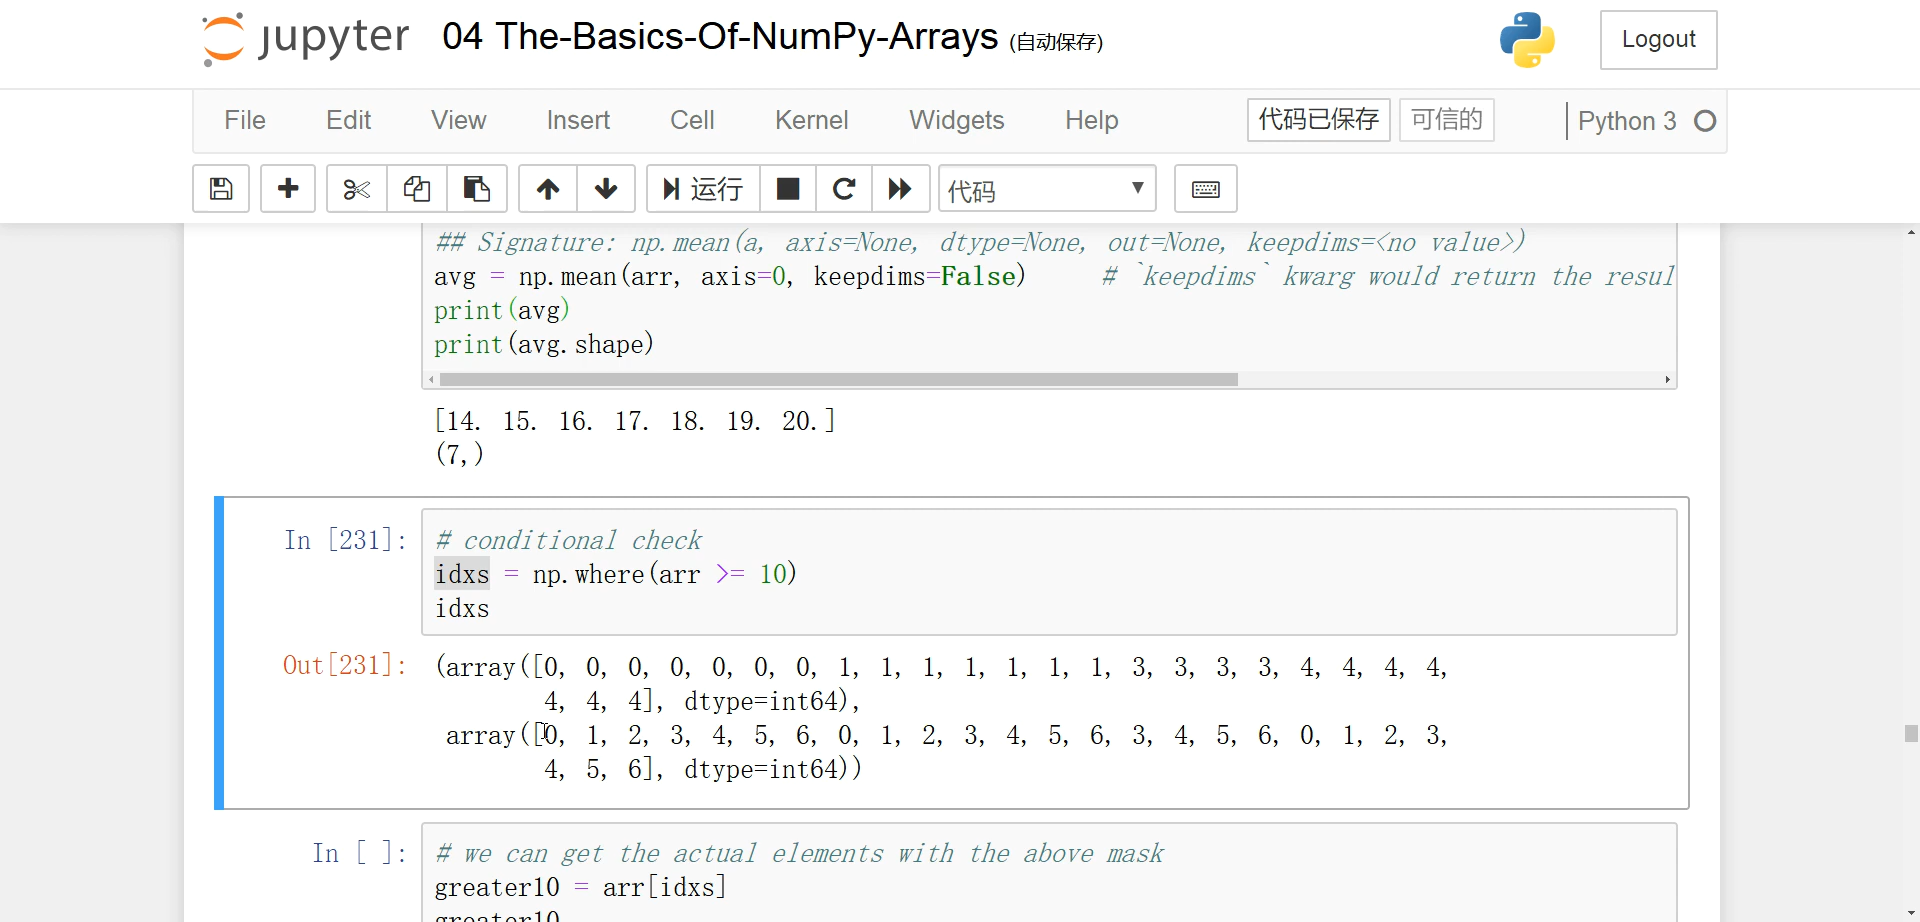 jupyter 04 The-Basics-Of-NumPy-Arrays (自动保存) Logout
File Edit View Insert Cell Kernel Widgets Help 代码已保存 可信的 Python 3
运行 代码
## Signature: np.mean(a, axis=None, dtype=None, out=None, keepdims=<no value>)
avg = np.mean(arr, axis=0, keepdims=False) # `keepdims` kwarg would return the resul
print(avg)
print(avg.shape)
[14. 15. 16. 17. 18. 19. 20.]
(7,)
In [231]: # conditional check
idxs = np.where(arr >= 10)
idxs
Out[231]: (array([0, 0, 0, 0, 0, 0, 0, 1, 1, 1, 1, 1, 1, 1, 3, 3, 3, 3, 4, 4, 4, 4,
4, 4, 4], dtype=int64),
array([0, 1, 2, 3, 4, 5, 6, 0, 1, 2, 3, 4, 5, 6, 3, 4, 5, 6, 0, 1, 2, 3,
4, 5, 6], dtype=int64))
In [ ]: # we can get the actual elements with the above mask
greater10 = arr[idxs]
greater10